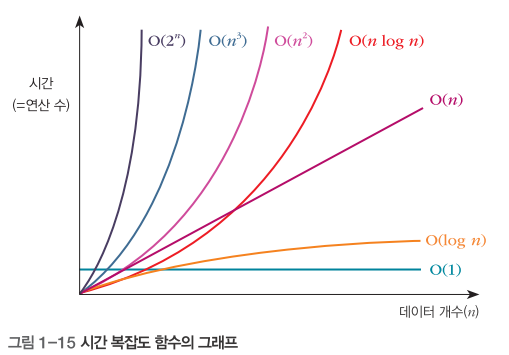 O(2ⁿ) O(n³) O(n²) O(n log n)
시간
(=연산 수)
O(n)
O(log n)
O(1)
데이터 개수(n)
그림 1-15 시간 복잡도 함수의 그래프